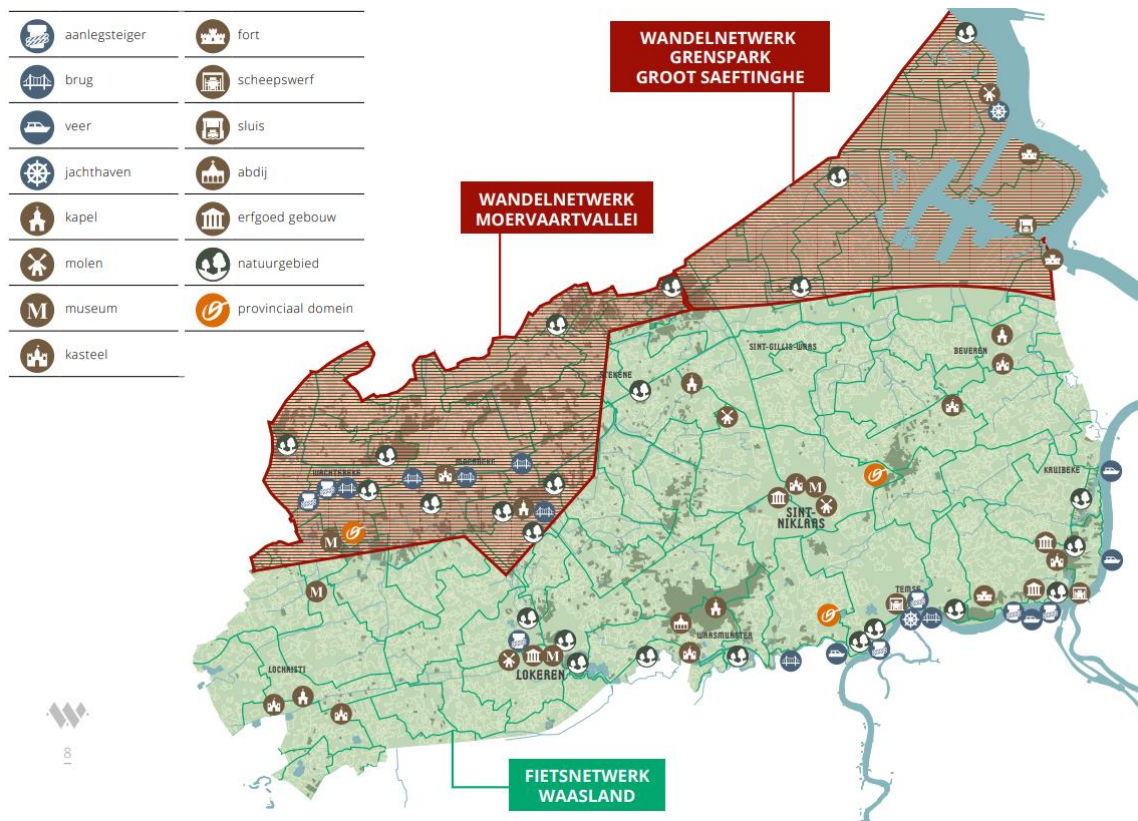 aanlegsteiger
brug
veer
jachthaven
kapel
molen
M
museum
kasteel
fort
scheepswerf
sluis
abdij
erfgoed gebouw
natuurgebied
provinciaal domein
WANDELNETWERK
GRENSPARK
GROOT SAEFTINGHE
WANDELNETWERK
MOERVAARTVALLEI
SINT-GILLIS-WAAS
BEVEREN
STEKENE
MOERBEKE
WACHTEBEKE
KRUIBEKE
M
SINT-
NIKLAAS
M
M
TEMSE
WAASMUNSTER
M
LOKEREN
LOCHRISTI
8
FIETSNETWERK
WAASLAND